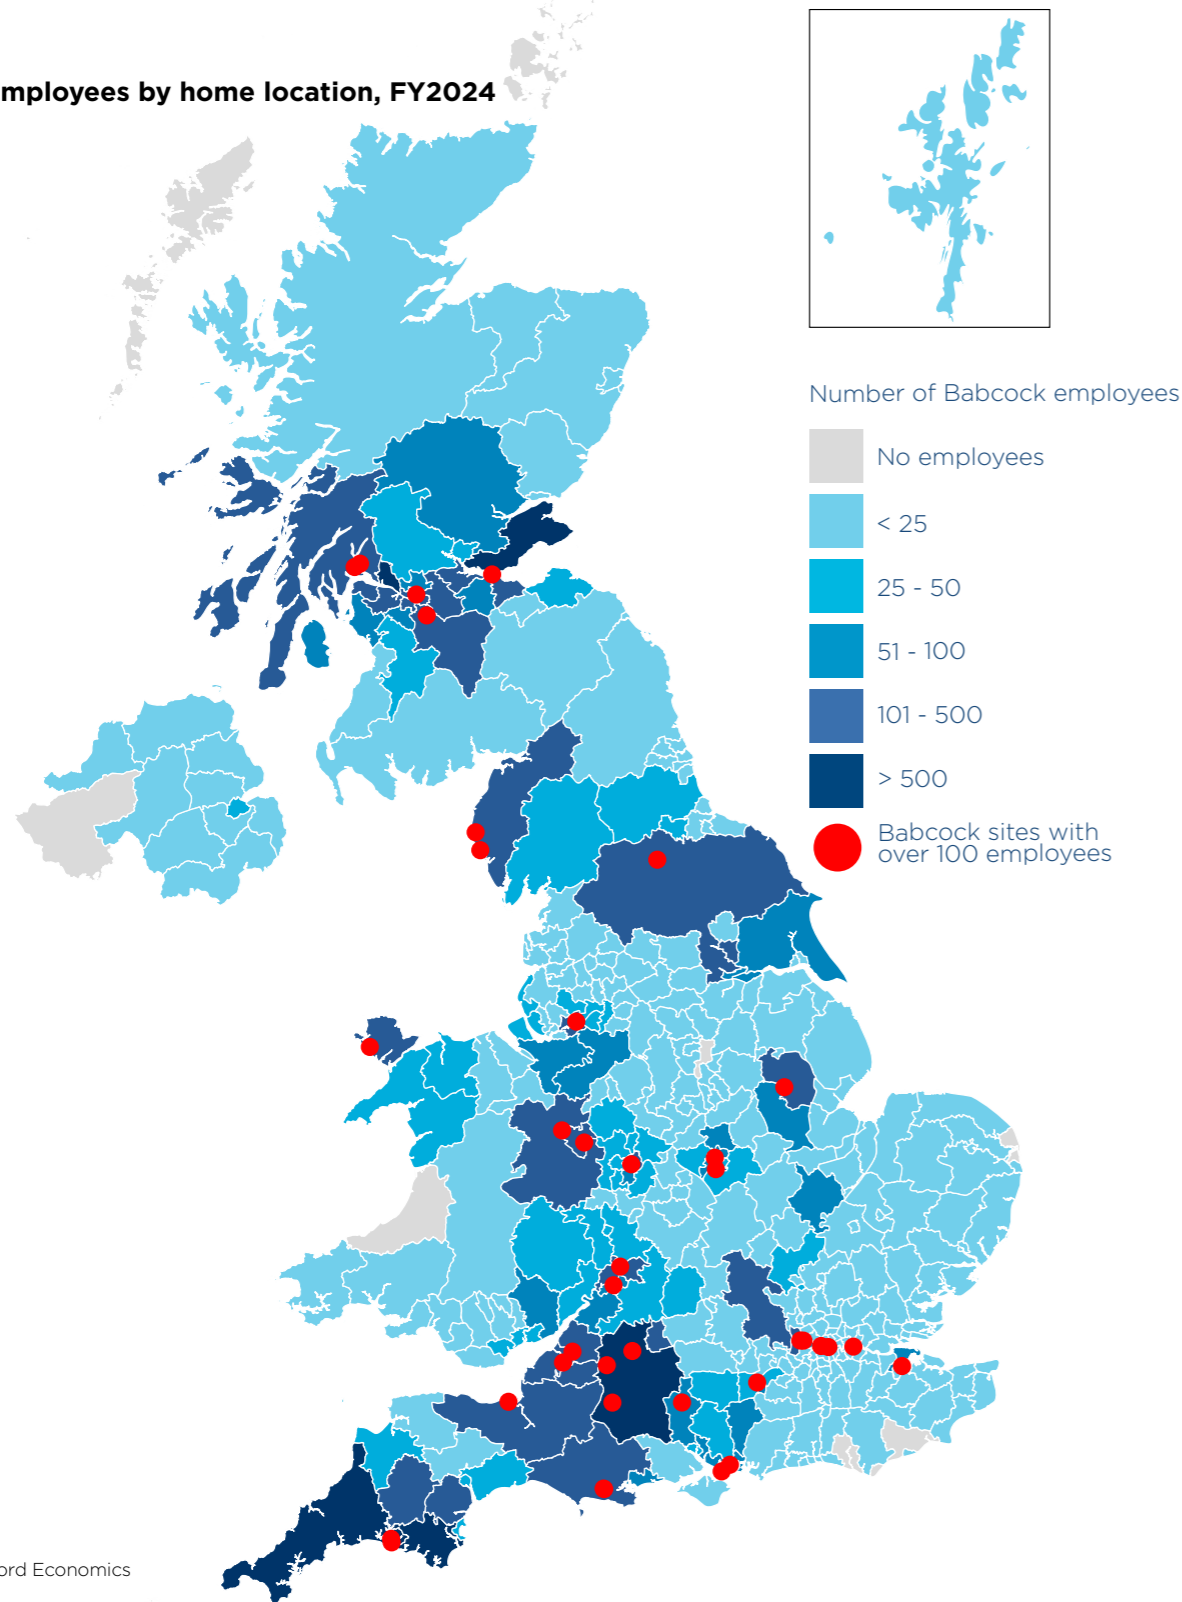 mployees by home location, FY2024
Number of Babcock employees
No employees
< 25
25 - 50
51 - 100
101 - 500
> 500
Babcock sites with
over 100 employees
ord Economics